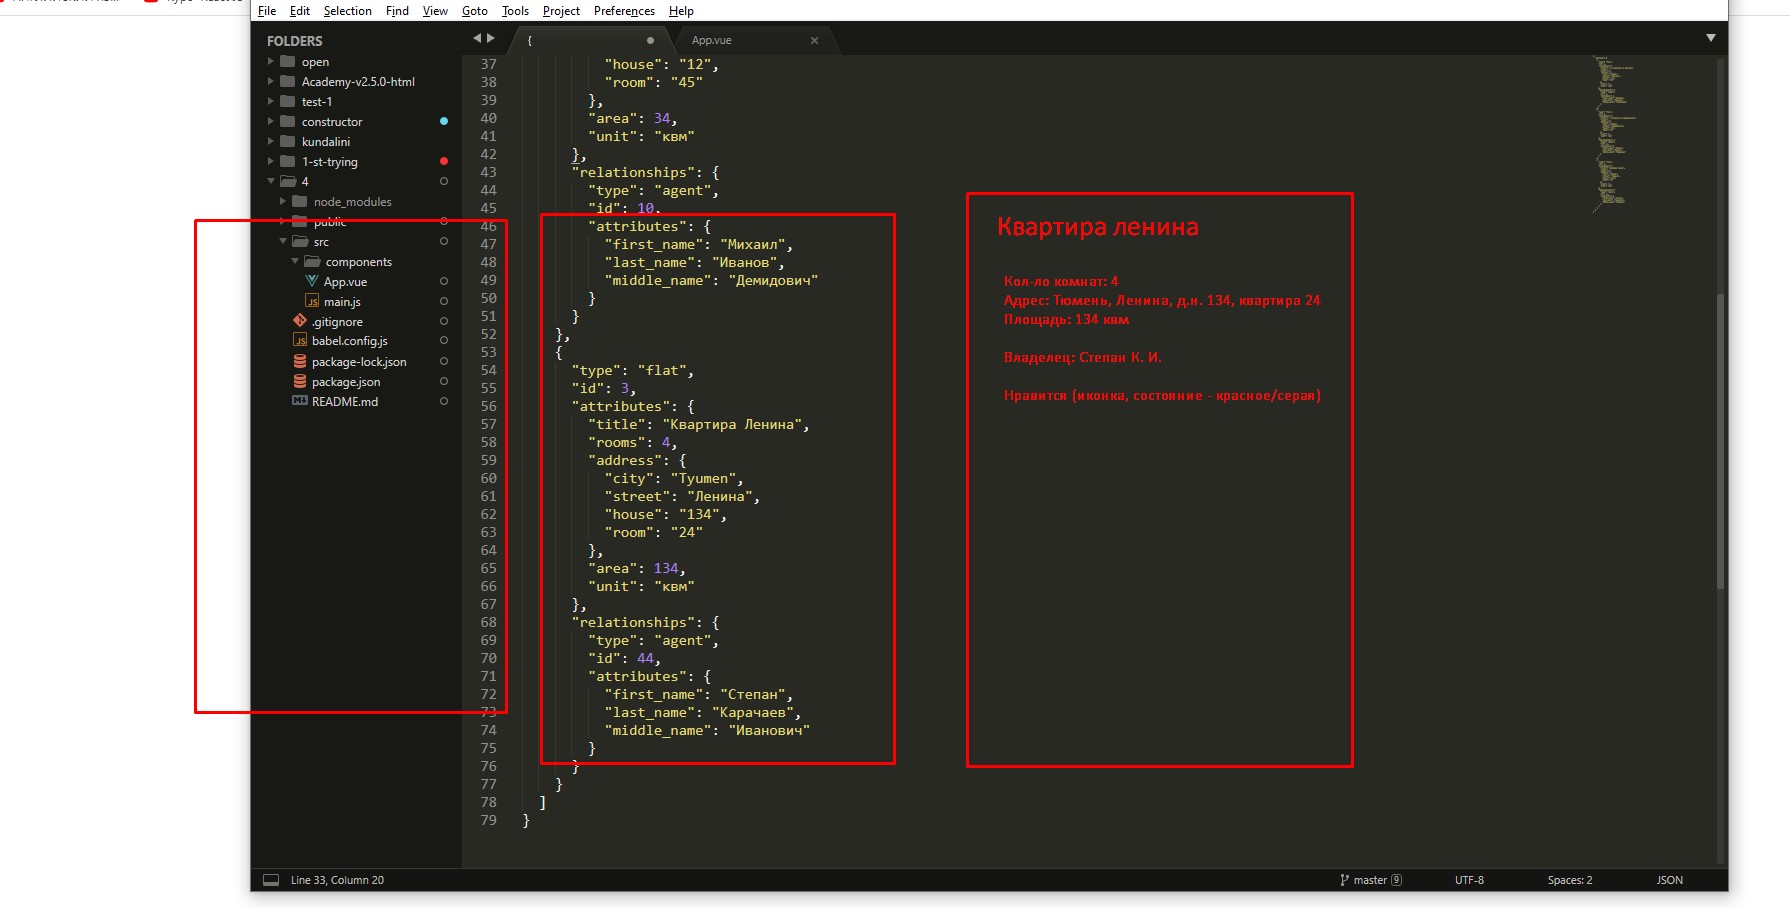 File Edit Selection Find View Goto Tools Project Preferences Help
FOLDERS
open
Academy-v2.5.0-html
test-1
constructor
kundalini
1-st-trying
4
node_modules
public
src
components
App.vue
JS main.js
.gitignore
JS babel.config.js
package-lock.json
package.json
README.md
{
App.vue
37 "house": "12",
38 "room": "45"
39 },
40 "area": 34,
41 "unit": "квм"
42 },
43 "relationships": {
44 "type": "agent",
45 "id": 10,
46 "attributes": {
47 "first_name": "Михаил",
48 "last_name": "Иванов",
49 "middle_name": "Демидович"
50 }
51 }
52 },
53 {
54 "type": "flat",
55 "id": 3,
56 "attributes": {
57 "title": "Квартира Ленина",
58 "rooms": 4,
59 "address": {
60 "city": "Tyumen",
61 "street": "Ленина",
62 "house": "134",
63 "room": "24"
64 },
65 "area": 134,
66 "unit": "квм"
67 },
68 "relationships": {
69 "type": "agent",
70 "id": 44,
71 "attributes": {
72 "first_name": "Степан",
73 "last_name": "Карачаев",
74 "middle_name": "Иванович"
75 }
76 }
77 }
78 ]
79 }
Квартира ленина
Кол-ло комнат: 4
Адрес: Тюмень, Ленина, д.н. 134, квартира 24
Площадь: 134 квм
Владелец: Степан К. И.
Нравится (иконка, состояние - красное/серая)
Line 33, Column 20
master 9
UTF-8
Spaces: 2
JSON